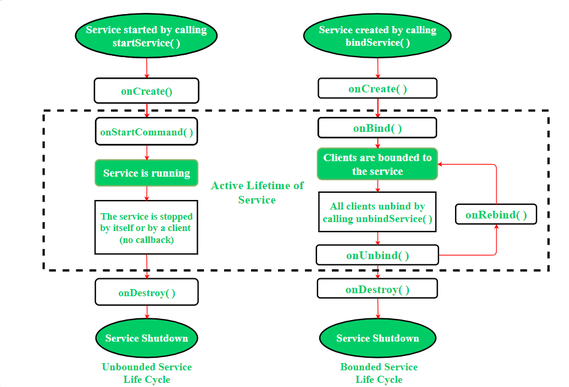 Service started by calling
startService( )
onCreate()
onStartCommand( )
Service is running
The service is stopped
by itself or by a client
(no callback)
onDestroy( )
Service Shutdown
Unbounded Service
Life Cycle
Active Lifetime of
Service
Service created by calling
bindService( )
onCreate( )
onBind( )
Clients are bounded to
the service
All clients unbind by
calling unbindService( )
onUnbind( )
onRebind( )
onDestroy( )
Service Shutdown
Bounded Service
Life Cycle